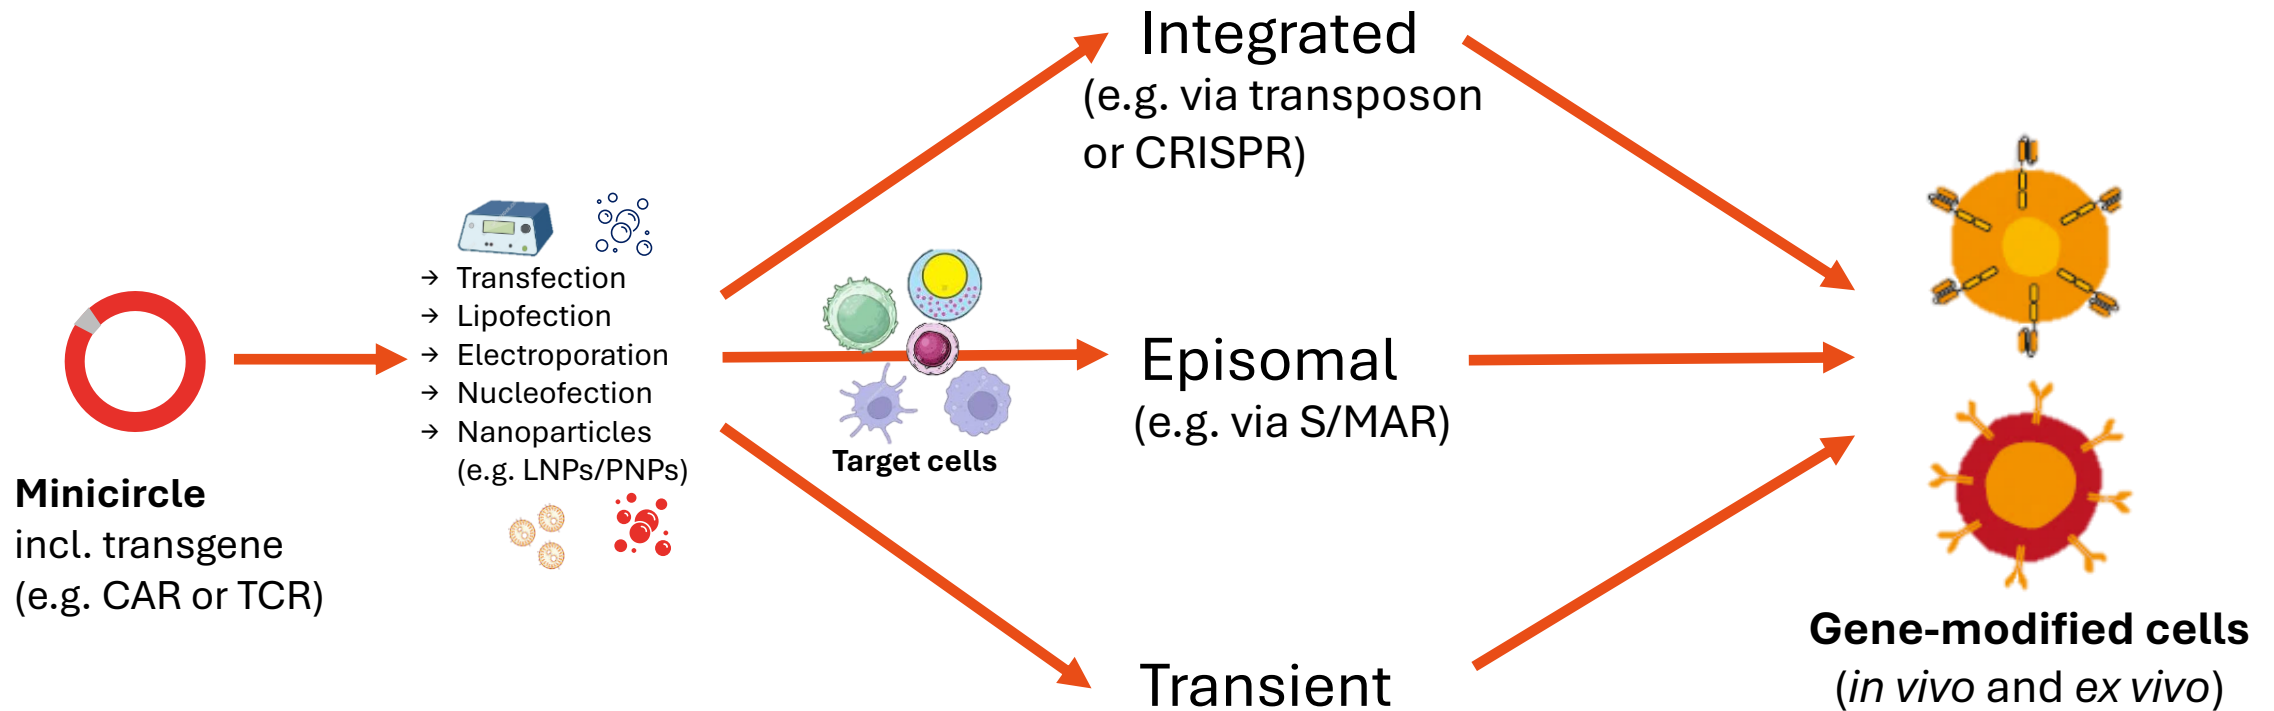 Minicircle
incl. transgene
(e.g. CAR or TCR)
→ Transfection
→ Lipofection
→ Electroporation
→ Nucleofection
→ Nanoparticles
(e.g. LNPs/PNPs)
Target cells
Integrated
(e.g. via transposon
or CRISPR)
Episomal
(e.g. via S/MAR)
Transient
Gene-modified cells
(in vivo and ex vivo)